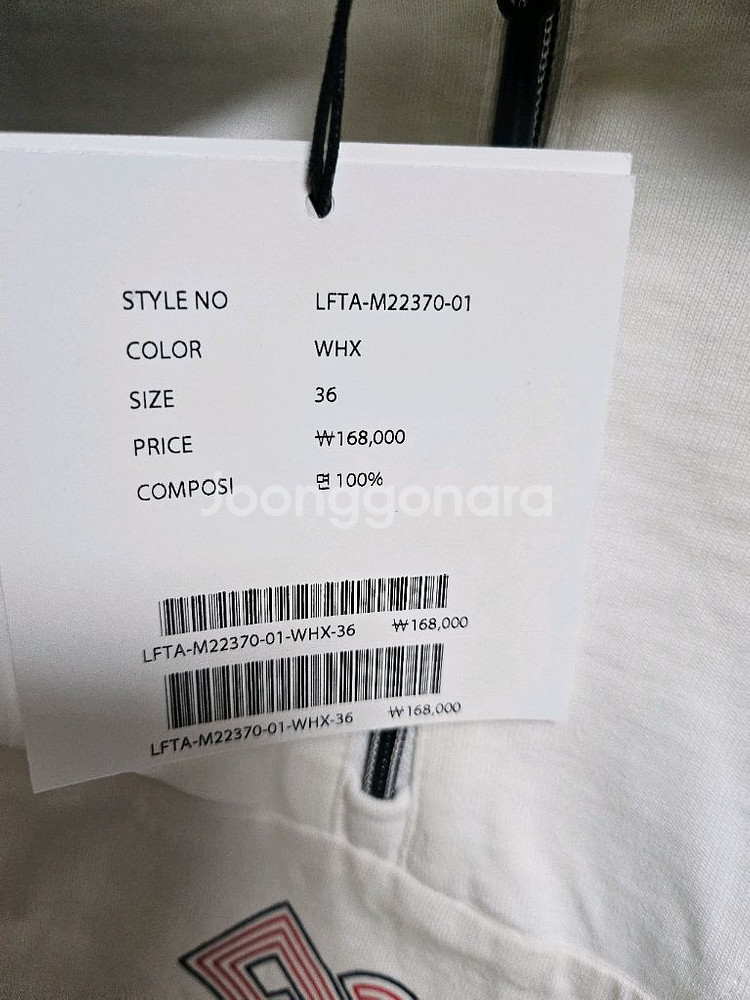 STYLE NO LFTA-M22370-01
COLOR WHX
SIZE 36
PRICE ₩168,000
COMPOSI 면 100%
Joonggonara
LFTA-M22370-01-WHX-36 ₩168,000
LFTA-M22370-01-WHX-36 ₩168,000